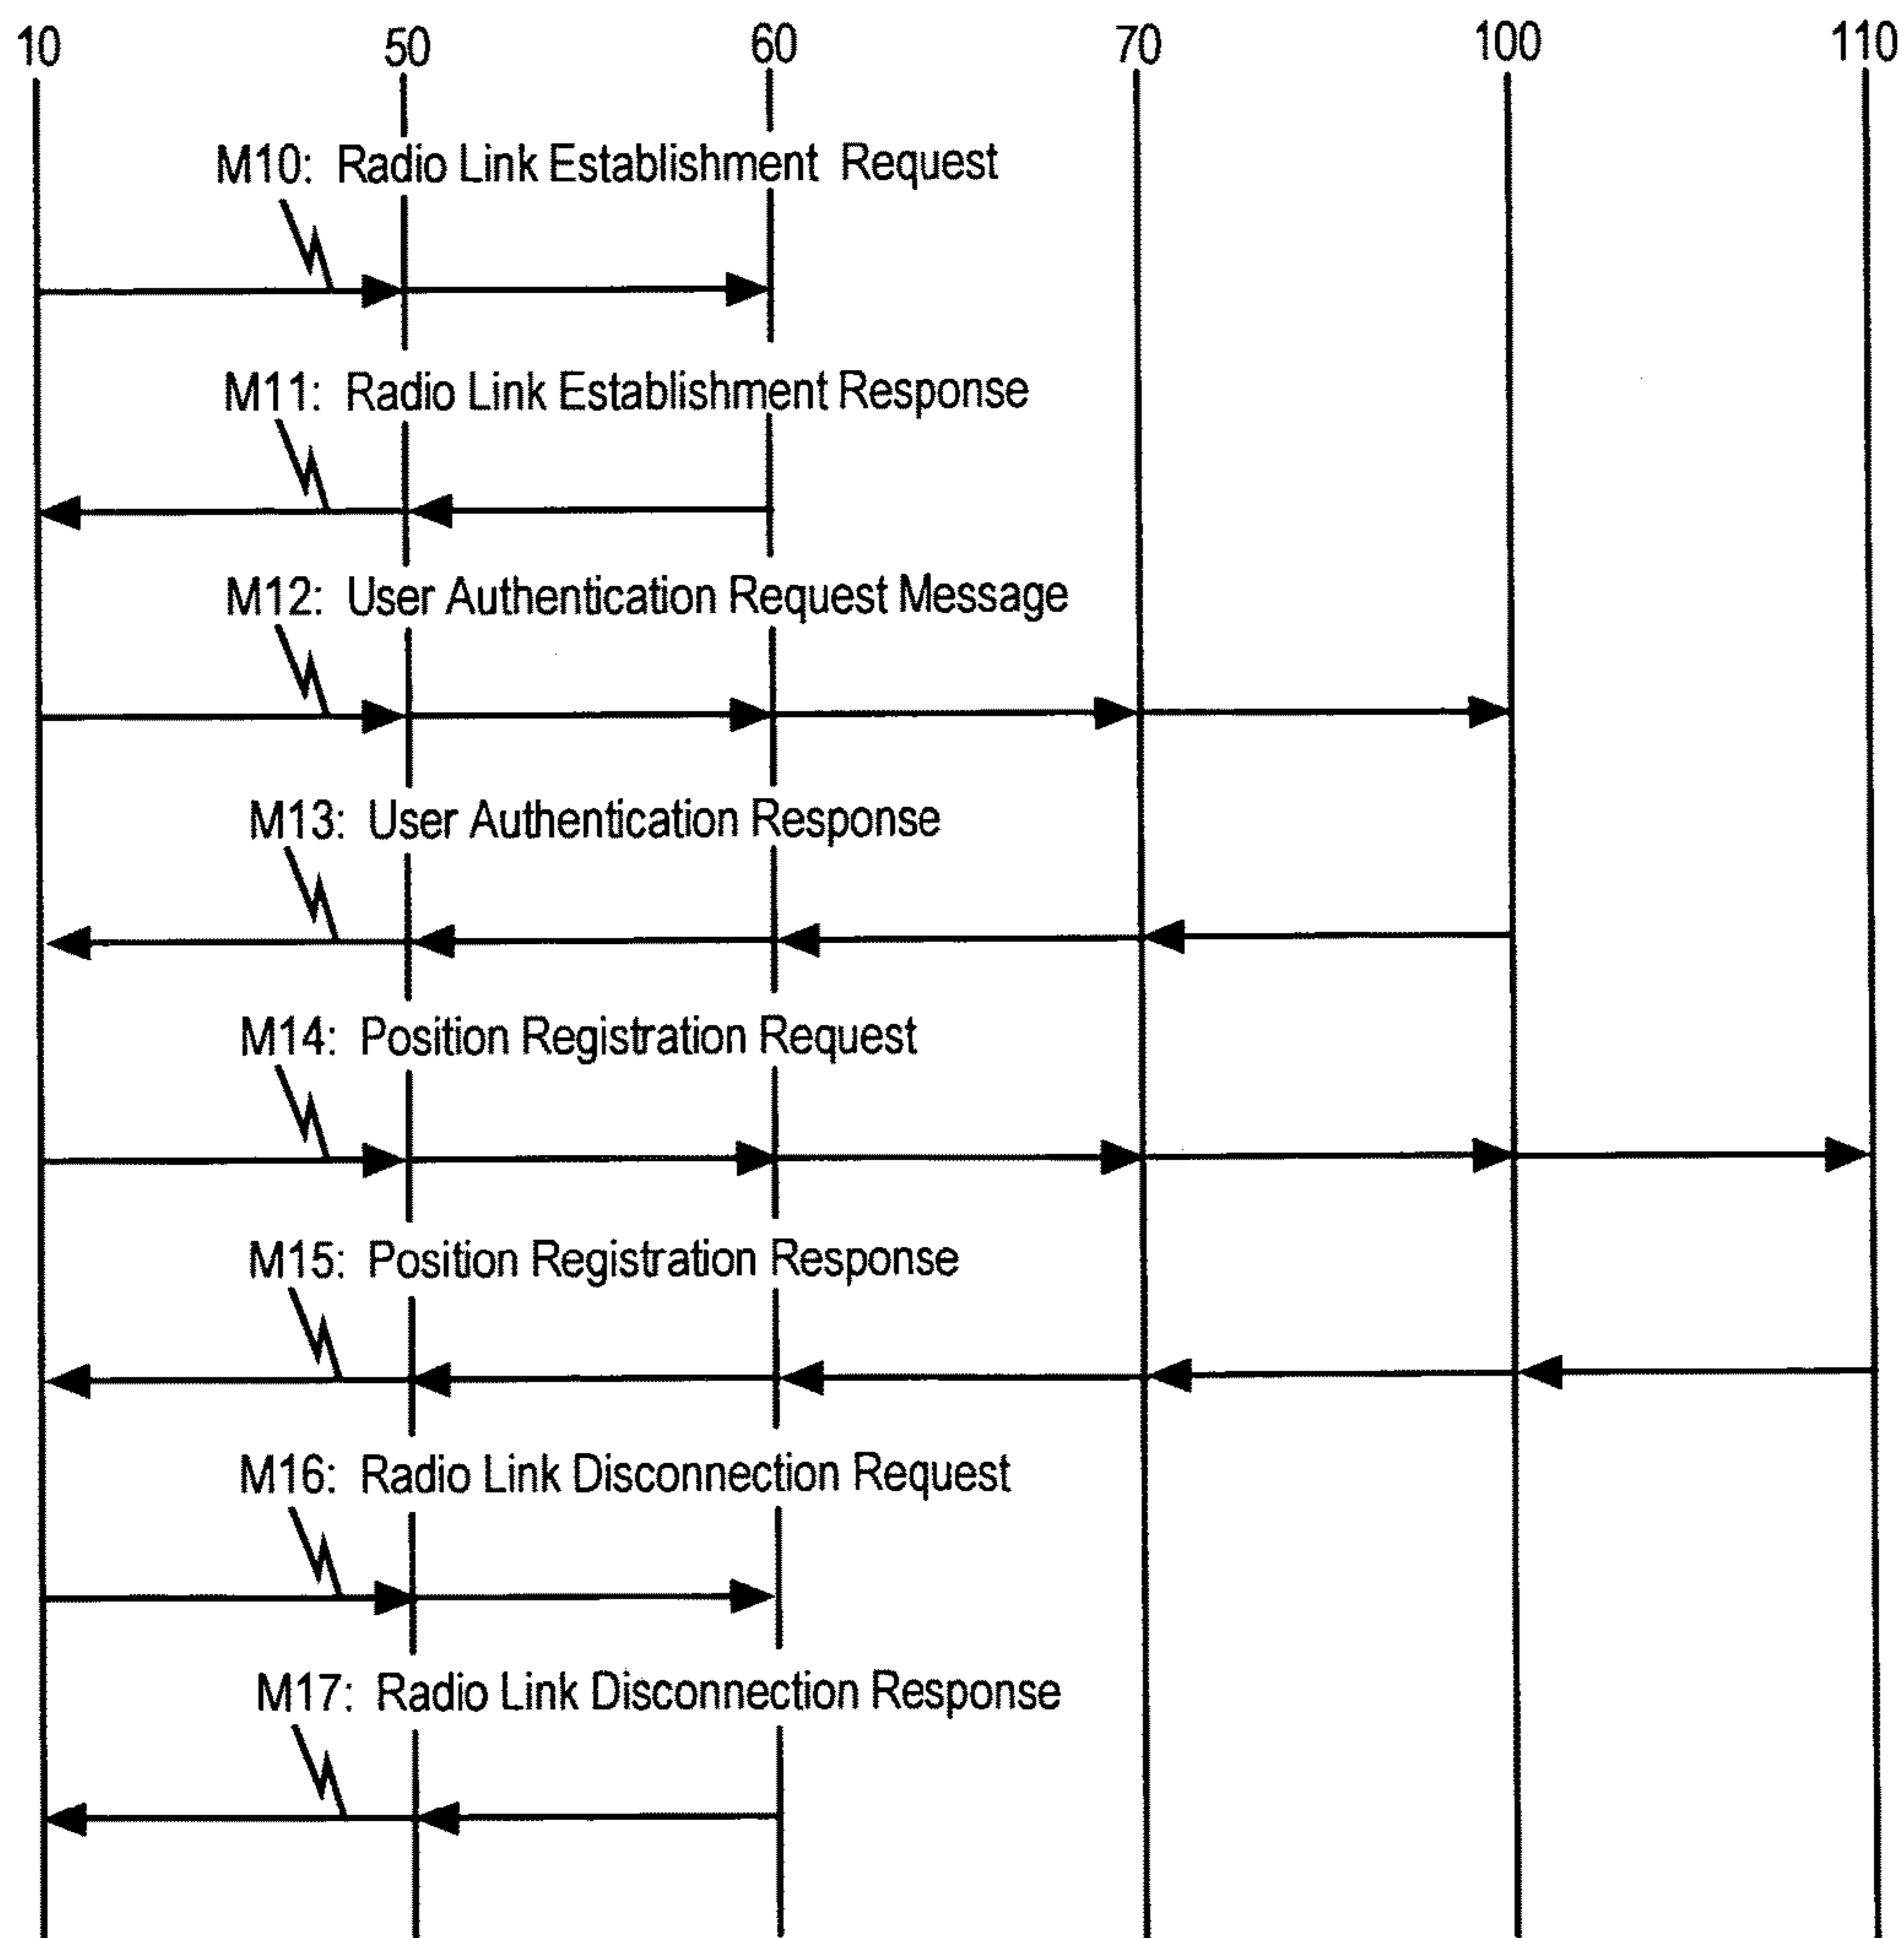 10 50 60 70 100 110
M10: Radio Link Establishment Request
M11: Radio Link Establishment Response
M12: User Authentication Request Message
M13: User Authentication Response
M14: Position Registration Request
M15: Position Registration Response
M16: Radio Link Disconnection Request
M17: Radio Link Disconnection Response